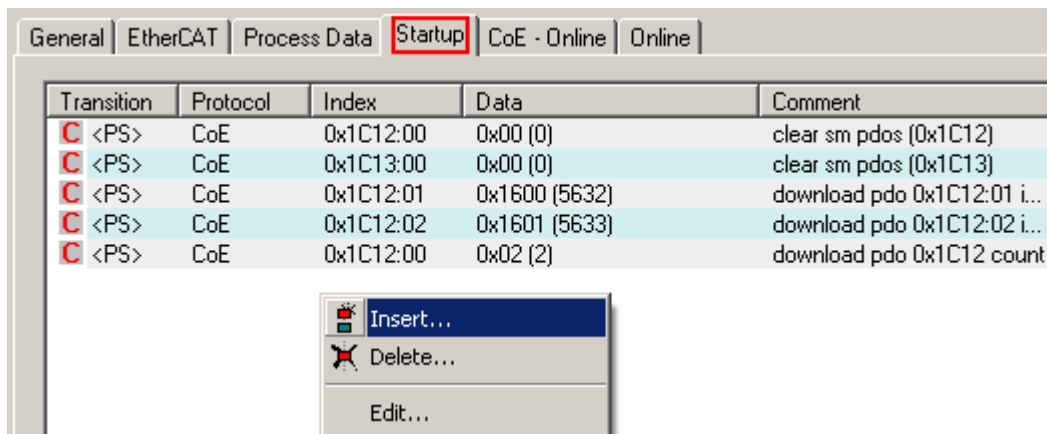 General EtherCAT Process Data Startup CoE - Online Online
Transition Protocol Index Data Comment
C <PS> CoE 0x1C12:00 0x00 (0) clear sm pdos (0x1C12)
C <PS> CoE 0x1C13:00 0x00 (0) clear sm pdos (0x1C13)
C <PS> CoE 0x1C12:01 0x1600 (5632) download pdo 0x1C12:01 i...
C <PS> CoE 0x1C12:02 0x1601 (5633) download pdo 0x1C12:02 i...
C <PS> CoE 0x1C12:00 0x02 (2) download pdo 0x1C12 count
Insert...
Delete...
Edit...